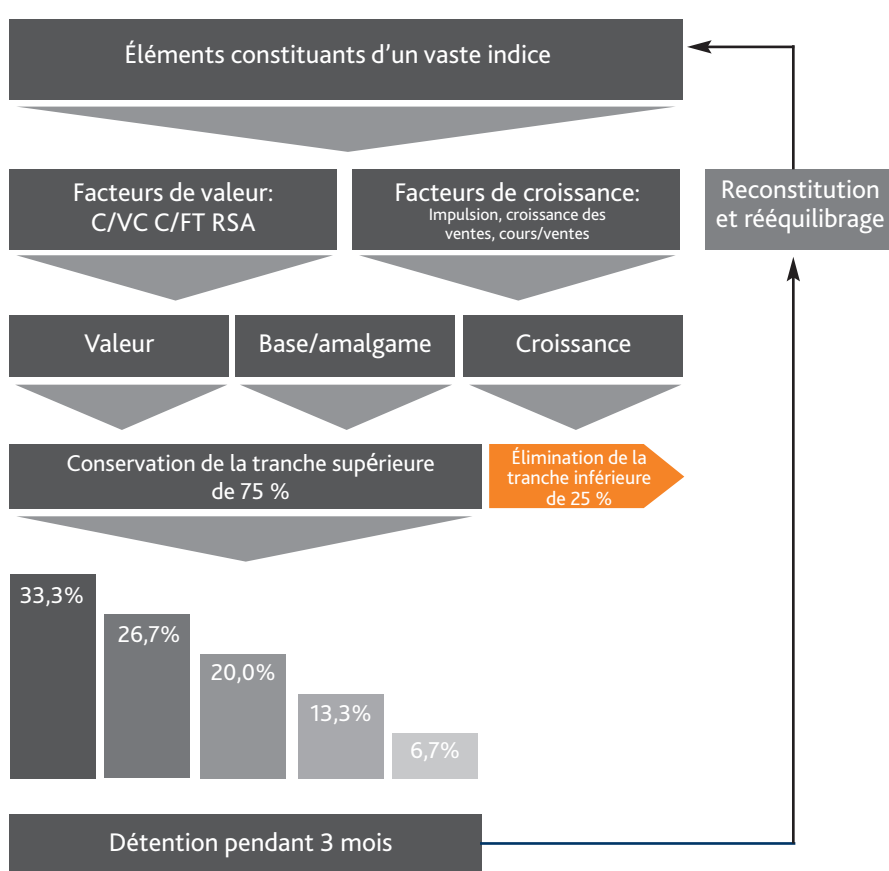 Éléments constituants d’un vaste indice
Facteurs de valeur:
C/VC C/FT RSA
Facteurs de croissance:
Impulsion, croissance des
ventes, cours/ventes
Reconstitution
et rééquilibrage
Valeur
Base/amalgame
Croissance
Conservation de la tranche supérieure
de 75 %
Élimination de la
tranche inférieure
de 25 %
33,3%
26,7%
20,0%
13,3%
6,7%
Détention pendant 3 mois